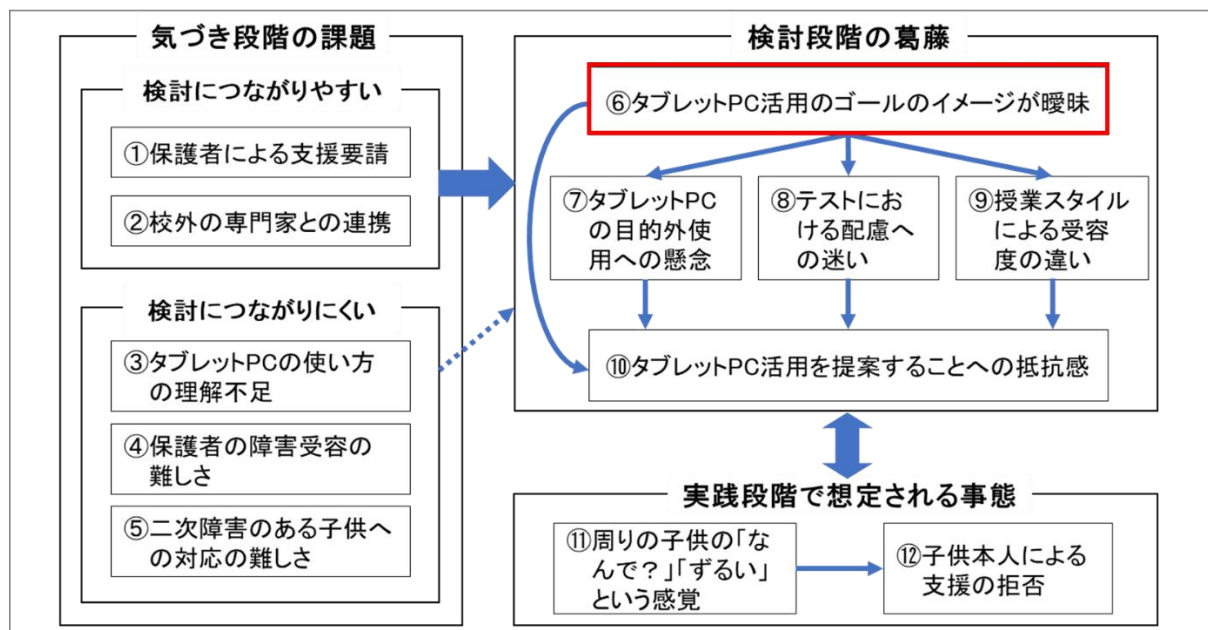 気づき段階の課題
検討につながりやすい
①保護者による支援要請
②校外の専門家との連携
検討につながりにくい
③タブレットPCの使い方
の理解不足
④保護者の障害受容の
難しさ
⑤二次障害のある子供へ
の対応の難しさ
検討段階の葛藤
⑥タブレットPC活用のゴールのイメージが曖昧
⑦タブレットPC
の目的外使
用への懸念
⑧テストにお
ける配慮へ
の迷い
⑨授業スタイル
による受容
度の違い
⑩タブレットPC活用を提案することへの抵抗感
実践段階で想定される事態
⑪周りの子供の「な
んで？」「ずるい」
という感覚
⑫子供本人による
支援の拒否